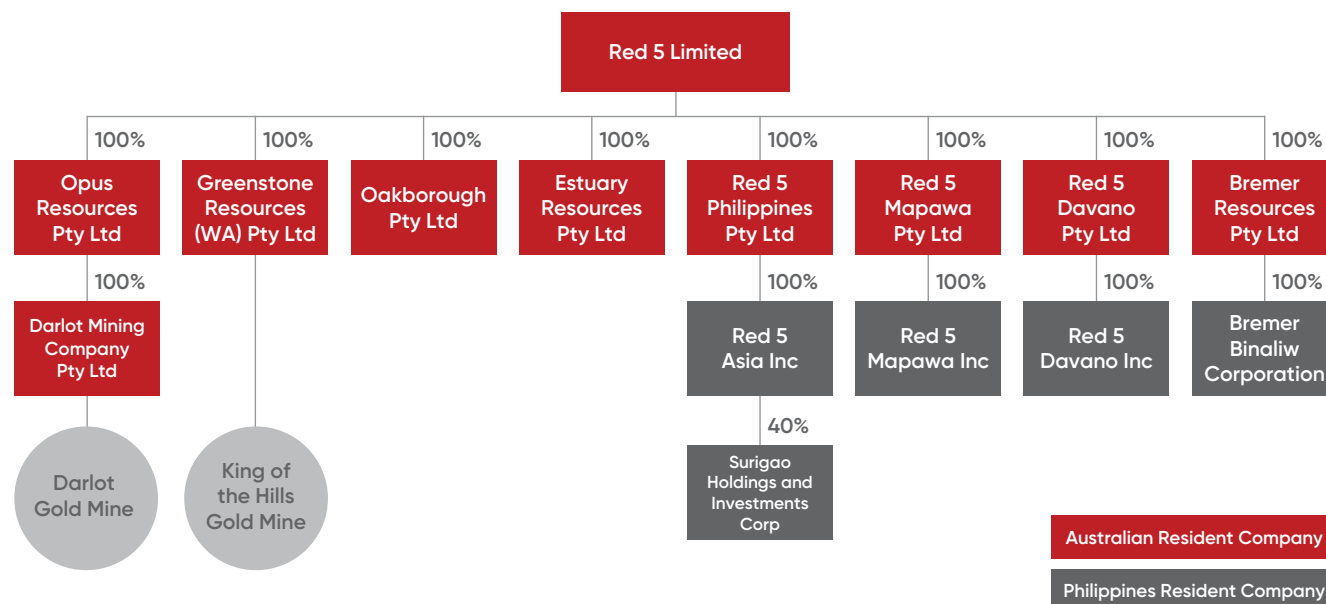 Red 5 Limited
100%
100%
100%
100%
100%
100%
100%
100%
Opus
Resources
Pty Ltd
Greenstone
Resources
(WA) Pty Ltd
Oakborough
Pty Ltd
Estuary
Resources
Pty Ltd
Red 5
Philippines
Pty Ltd
Red 5
Mapawa
Pty Ltd
Red 5
Davano
Pty Ltd
Bremer
Resources
Pty Ltd
100%
100%
100%
100%
100%
Darlot Mining
Company
Pty Ltd
Red 5
Asia Inc
Red 5
Mapawa Inc
Red 5
Davano Inc
Bremer
Binaliw
Corporation
40%
Darlot
Gold Mine
King of
the Hills
Gold Mine
Surigao
Holdings and
Investments
Corp
Australian Resident Company
Philippines Resident Company